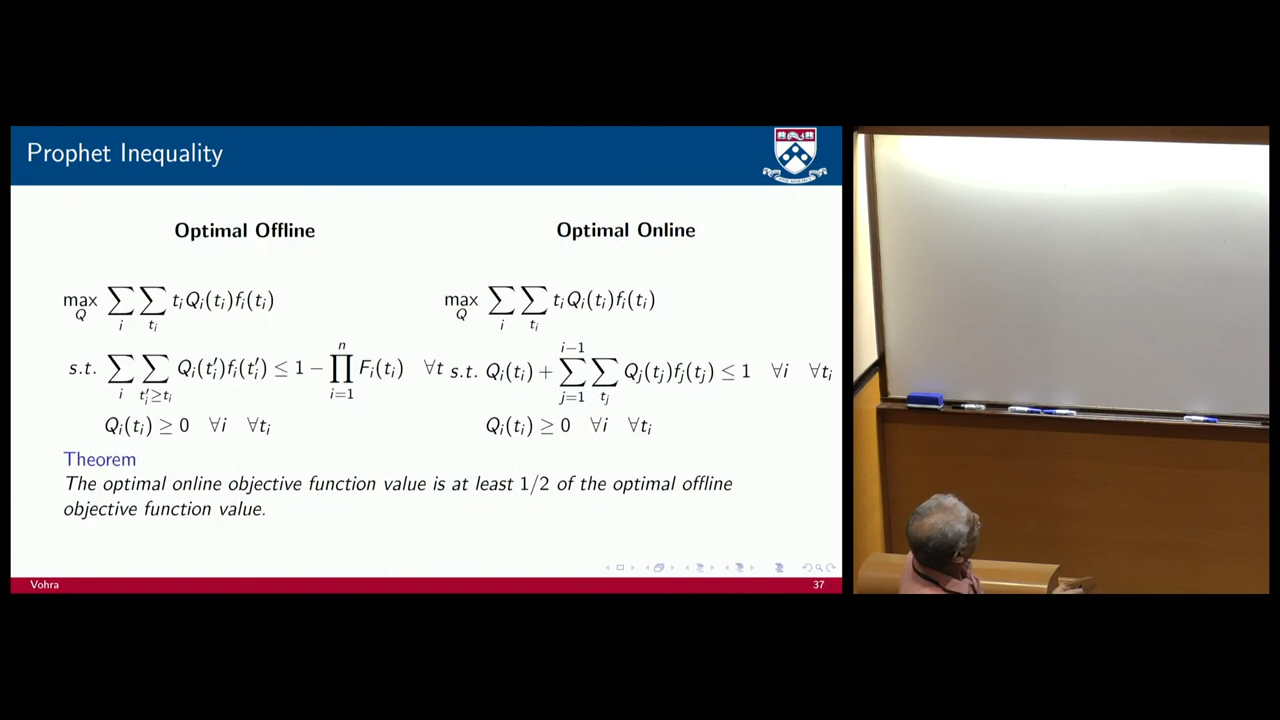 Prophet Inequality
Optimal Offline
max_Q ∑_i ∑_{t_i} t_i Q_i(t_i) f_i(t_i)
s.t. ∑_i ∑_{t_i' ≥ t_i} Q_i(t_i') f_i(t_i') ≤ 1 − ∏_{i=1}^{n} F_i(t_i) ∀t
Q_i(t_i) ≥ 0 ∀i ∀t_i
Optimal Online
max_Q ∑_i ∑_{t_i} t_i Q_i(t_i) f_i(t_i)
s.t. Q_i(t_i) + ∑_{j=1}^{i−1} ∑_{t_j} Q_j(t_j) f_j(t_j) ≤ 1 ∀i ∀t_i
Q_i(t_i) ≥ 0 ∀i ∀t_i
Theorem
The optimal online objective function value is at least 1/2 of the optimal offline
objective function value.
Vohra
37